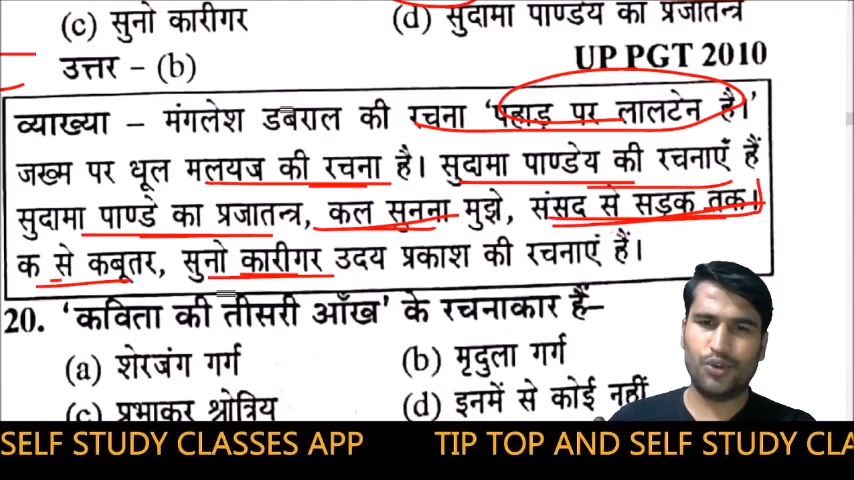 (c) सुनो कारीगर (d) सुदामा पाण्डेय का प्रजातन्त्र
उत्तर – (b) UP PGT 2010
व्याख्या – मंगलेश डबराल की रचना 'पहाड़ पर लालटेन है।'
जख्म पर धूल मलयज की रचना है। सुदामा पाण्डेय की रचनाएँ हैं
सुदामा पाण्डे का प्रजातन्त्र, कल सुनना मुझे, संसद से सड़क तक।
क से कबूतर, सुनो कारीगर उदय प्रकाश की रचनाएं हैं।
20. 'कविता की तीसरी आँख' के रचनाकार हैं–
(a) शेरजंग गर्ग (b) मृदुला गर्ग
(c) प्रभाकर श्रोत्रिय (d) इनमें से कोई नहीं
SELF STUDY CLASSES APP TIP TOP AND SELF STUDY CLA